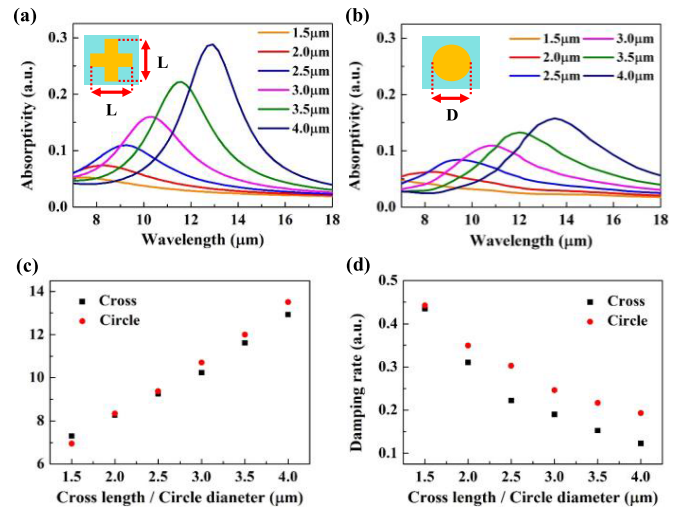 (a)
Absorptivity (a.u.)
0.3
0.2
0.1
0.0
L
L
1.5μm
2.0μm
2.5μm
3.0μm
3.5μm
4.0μm
8 10 12 14 16 18
Wavelength (μm)
(b)
Absorptivity (a.u.)
0.3
0.2
0.1
0.0
D
1.5μm 3.0μm
2.0μm 3.5μm
2.5μm 4.0μm
8 10 12 14 16 18
Wavelength (μm)
(c)
14
12
10
8
6
Cross
Circle
1.5 2.0 2.5 3.0 3.5 4.0
Cross length / Circle dianeter (μm)
(d)
Damping rate (a.u.)
0.5
0.4
0.3
0.2
0.1
Cross
Circle
1.5 2.0 2.5 3.0 3.5 4.0
Cross length / Circle diameter (μm)